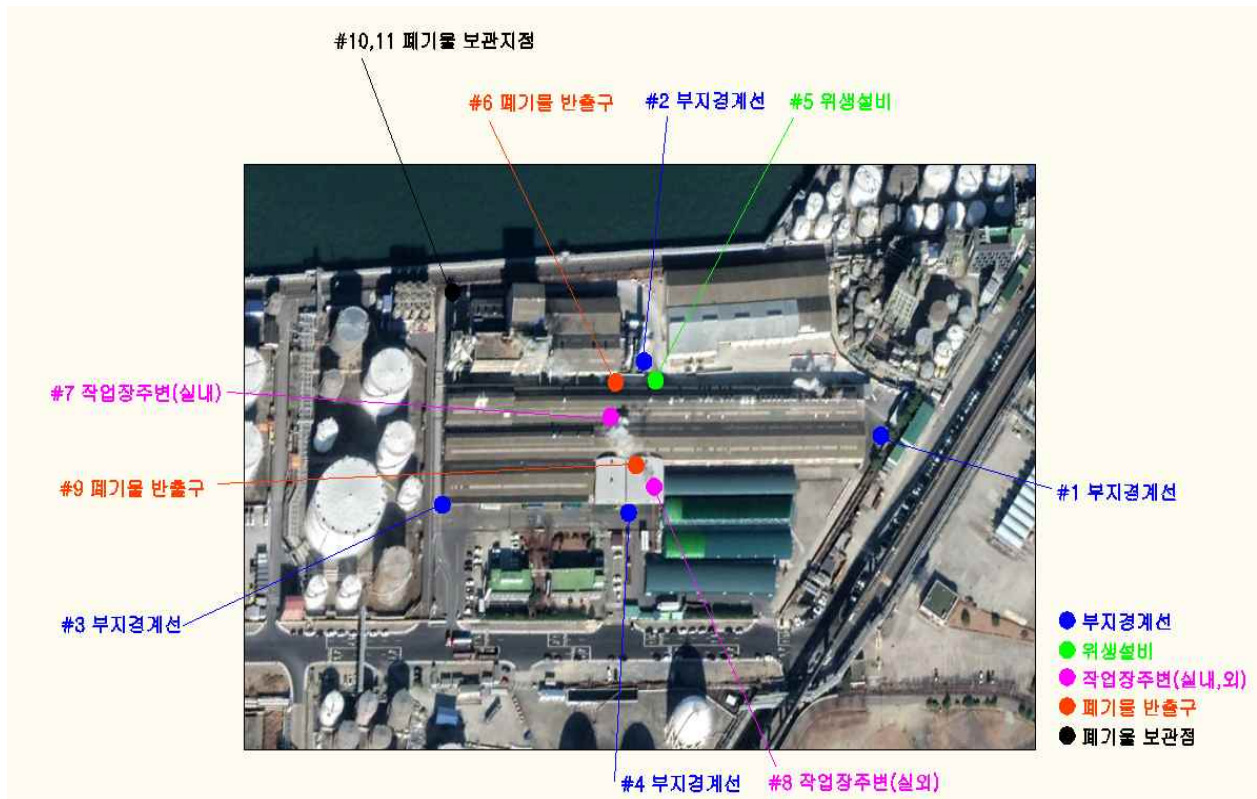 #10,11 폐기물 보관지점
#6 폐기물 반출구
#2 부지경계선
#5 위생설비
#7 작업장주변(실내)
#9 폐기물 반출구
#1 부지경계선
#3 부지경계선
#4 부지경계선
#8 작업장주변(실외)
부지경계선
위생설비
작업장주변(실내,외)
폐기물 반출구
폐기물 보관점